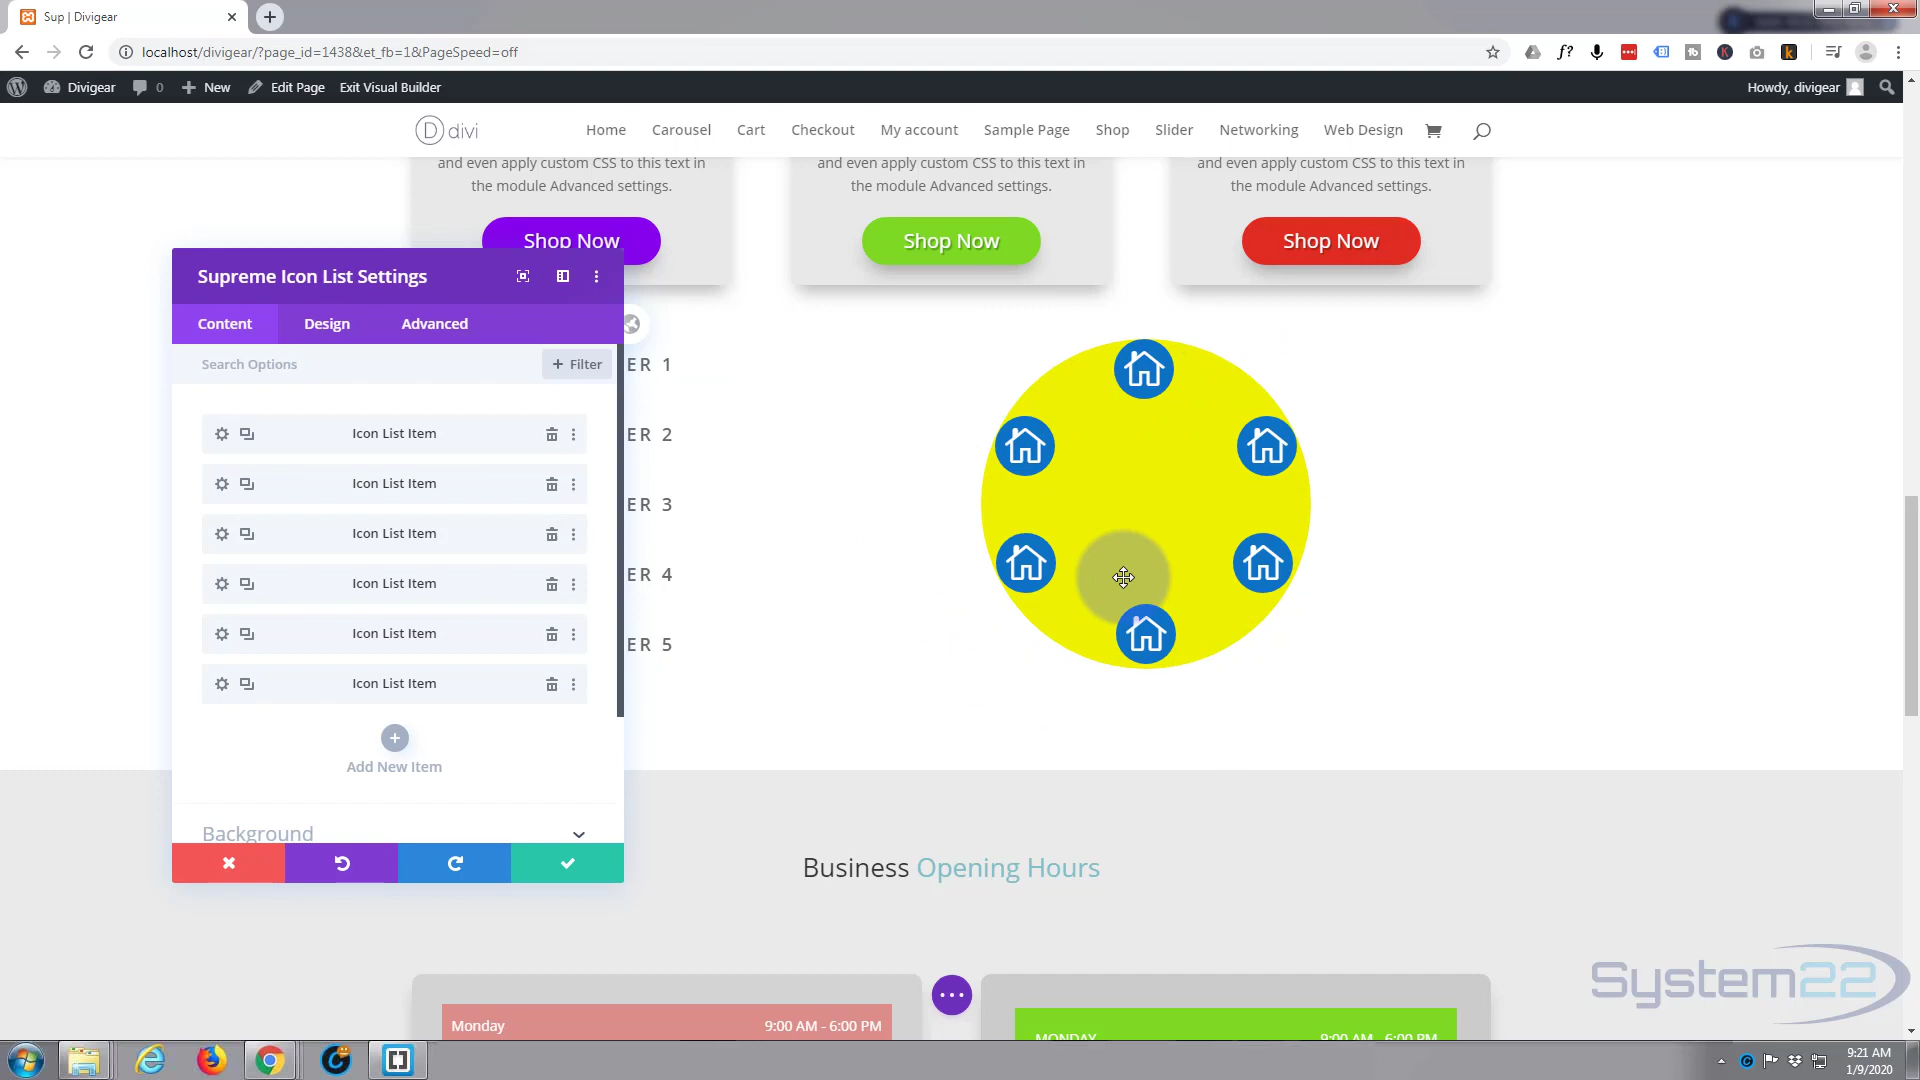 Sup | Divigear
localhost/divigear/?page_id=1438&et_fb=1&PageSpeed=off
Divigear 0 New Edit Page Exit Visual Builder
Howdy, divigear
D divi Home Carousel Cart Checkout My account Sample Page Shop Slider Networking Web Design
and even apply custom CSS to this text in
the module Advanced settings.
Shop Now
and even apply custom CSS to this text in
the module Advanced settings.
Shop Now
and even apply custom CSS to this text in
the module Advanced settings.
Shop Now
Supreme Icon List Settings
Content Design Advanced
Search Options
+ Filter
Icon List Item
Icon List Item
Icon List Item
Icon List Item
Icon List Item
Icon List Item
Add New Item
Background
ER 1
ER 2
ER 3
ER 4
ER 5
Business Opening Hours
Monday 9:00 AM - 6:00 PM
MONDAY 9:00 AM - 6:00 PM
System22
9:21 AM
1/9/2020